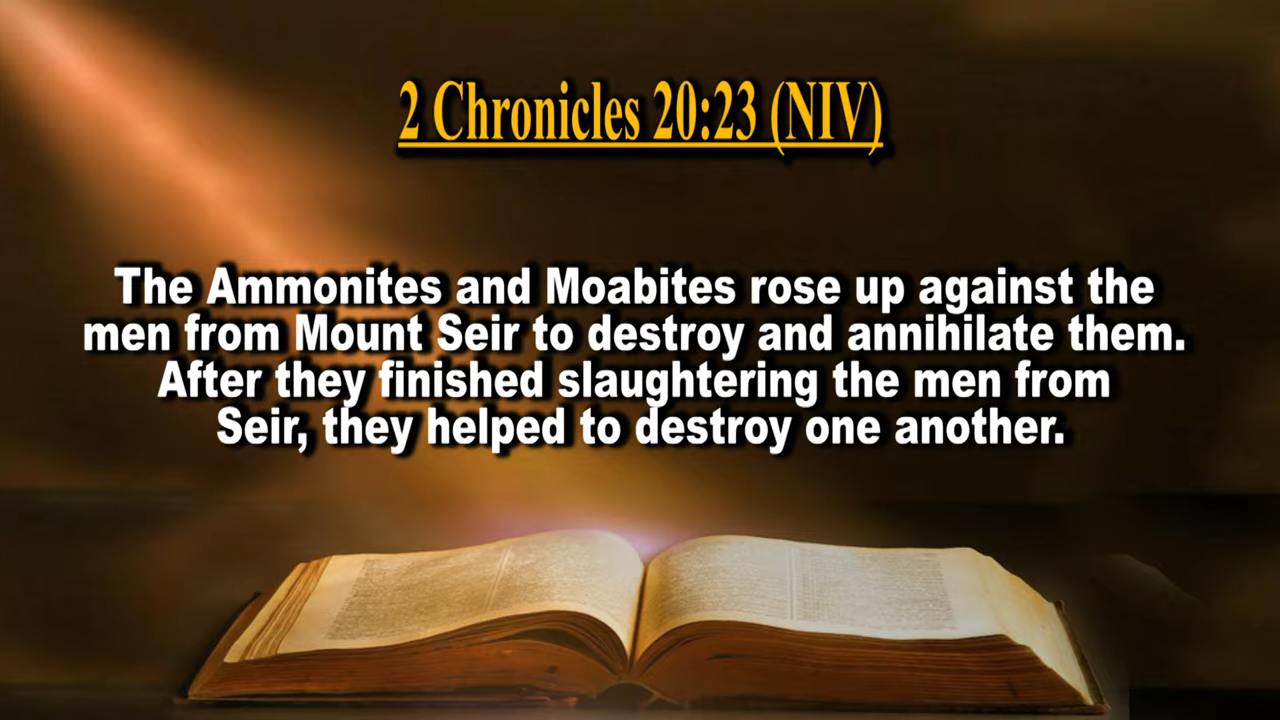 2 Chronicles 20:23 (NIV)
The Ammonites and Moabites rose up against the
men from Mount Seir to destroy and annihilate them.
After they finished slaughtering the men from
Seir, they helped to destroy one another.